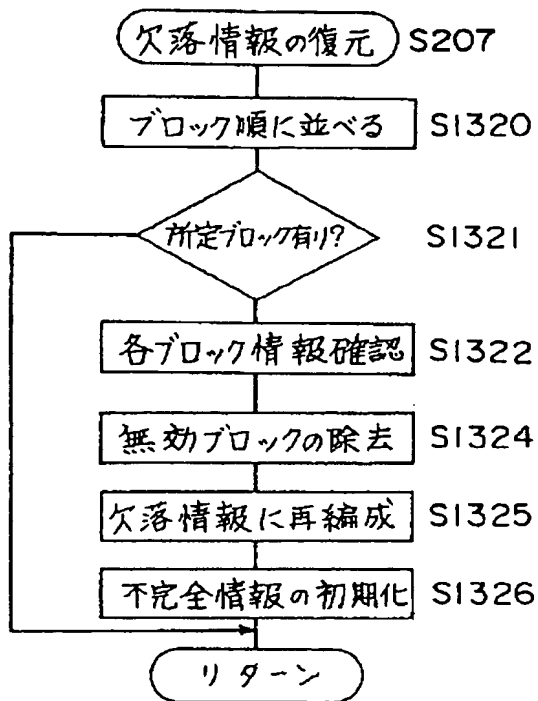 欠落情報の復元 S207
ブロック順に並べる S1320
所定ブロック有り? S1321
各ブロック情報確認 S1322
無効ブロックの除去 S1324
欠落情報に再編成 S1325
不完全情報の初期化 S1326
リターン